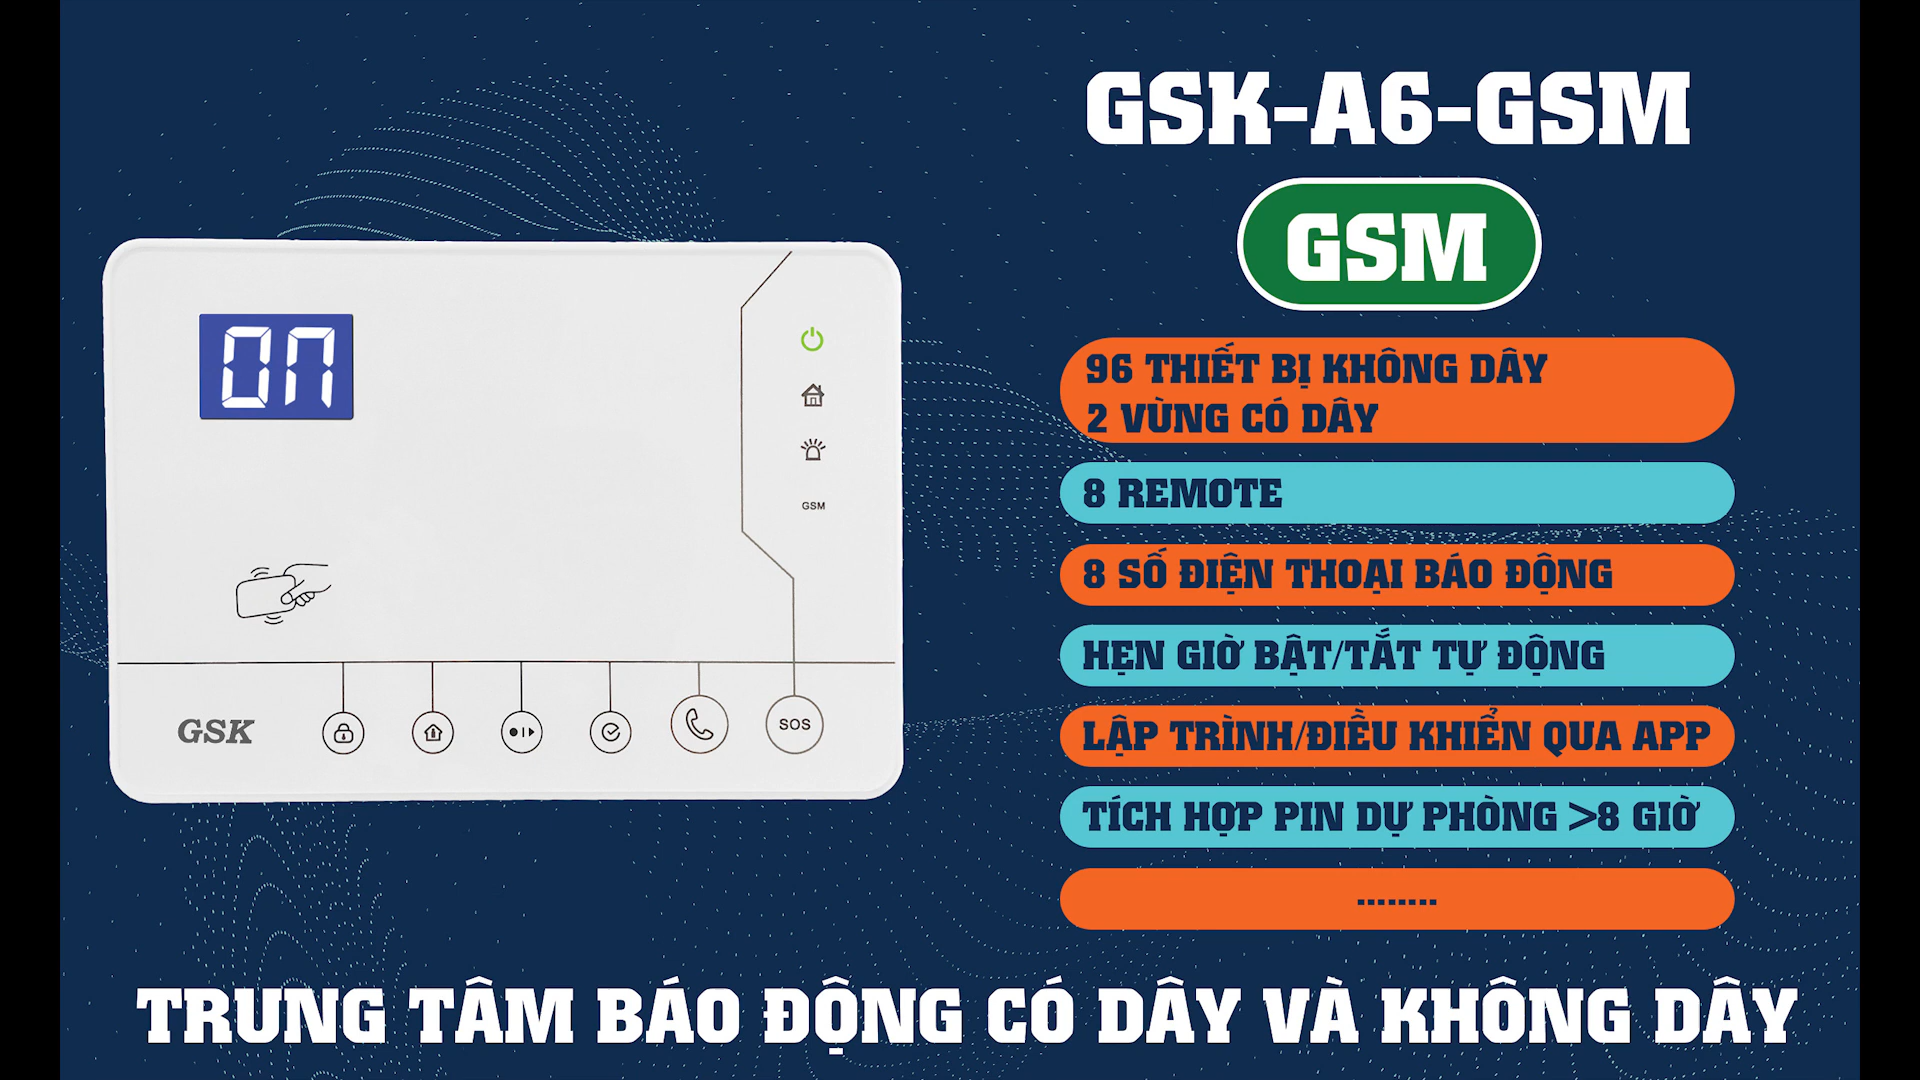 GSK-A6-GSM
GSM
96 THIẾT BỊ KHÔNG DÂY
2 VÙNG CÓ DÂY
8 REMOTE
8 SỐ ĐIỆN THOẠI BÁO ĐỘNG
HẸN GIỜ BẬT/TẮT TỰ ĐỘNG
LẬP TRÌNH/ĐIỀU KHIỂN QUA APP
TÍCH HỢP PIN DỰ PHÒNG >8 GIỜ
........
ON
GSM
GSK
SOS
TRUNG TÂM BÁO ĐỘNG CÓ DÂY VÀ KHÔNG DÂY